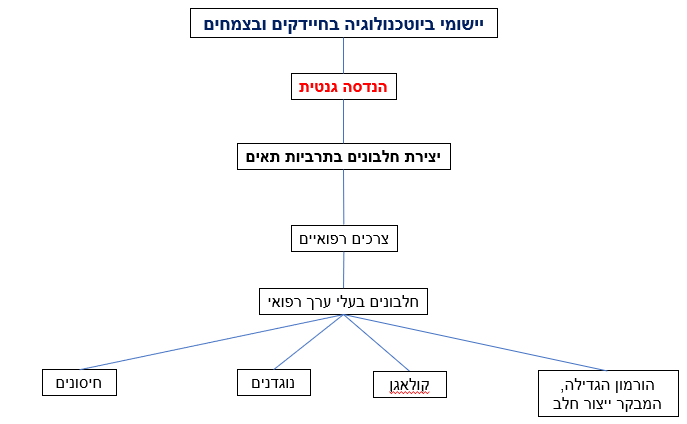 יישומי ביוטכנולוגיה בחיידקים ובצמחים
הנדסה גנטית
יצירת חלבונים בתרביות תאים
צרכים רפואיים
חלבונים בעלי ערך רפואי
הורמון הגדילה,
המבקר ייצור חלב
קולאגן
נוגדנים
חיסונים